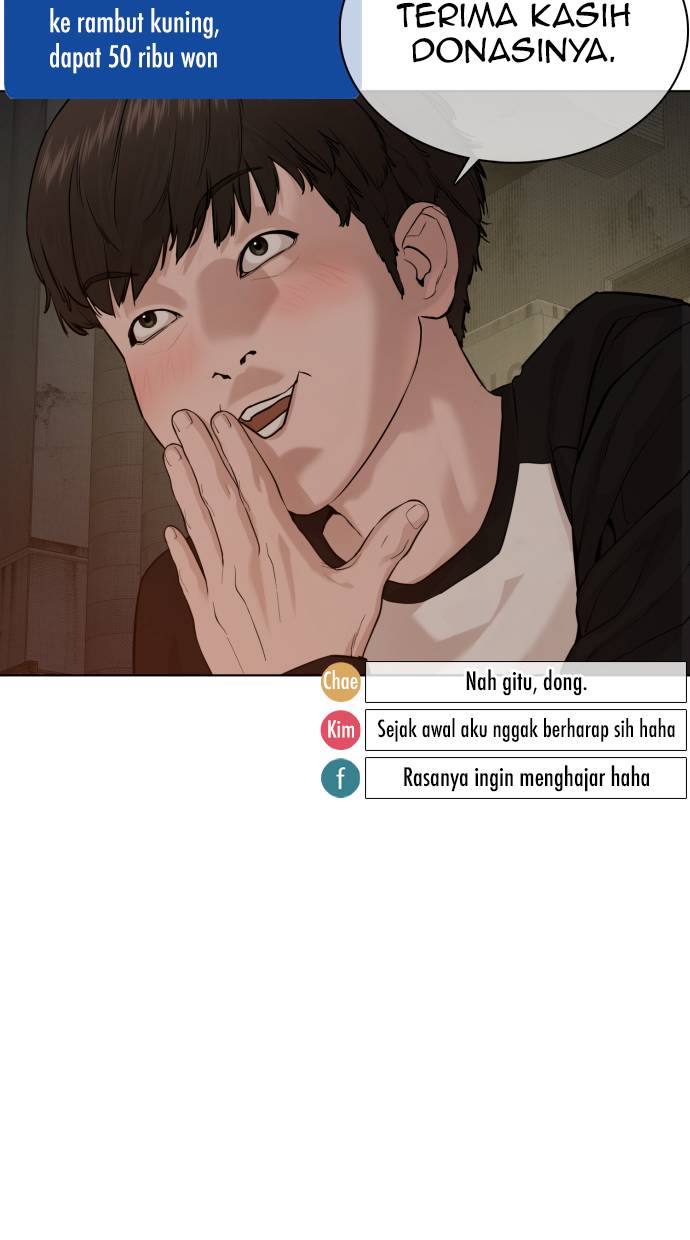 ke rambut kuning,
dapat 50 ribu won
TERIMA KASIH
DONASINYA.
Chae
Nah gitu, dong.
Kim
Sejak awal aku nggak berharap sih haha
f
Rasanya ingin menghajar haha